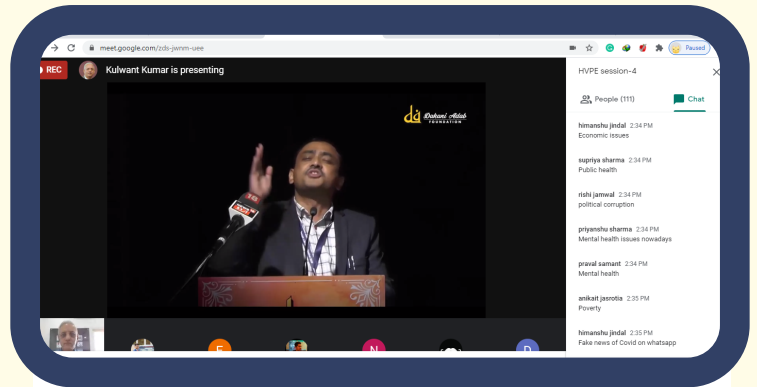 meet.google.com/zds-jwnm-uee
Paused
REC
Kulwant Kumar is presenting
Dakani Adab
FOUNDATION
HVPE session-4
People (111)
Chat
himanshu jindal 2:34 PM
Economic issues
supriya sharma 2:34 PM
Public health
rishi jamwal 2:34 PM
political corruption
priyanshu sharma 2:34 PM
Mental health issues nowadays
praval samant 2:34 PM
Mental health
anikait jasrotia 2:35 PM
Poverty
himanshu jindal 2:35 PM
Fake news of Covid on whatsapp
E
N
D